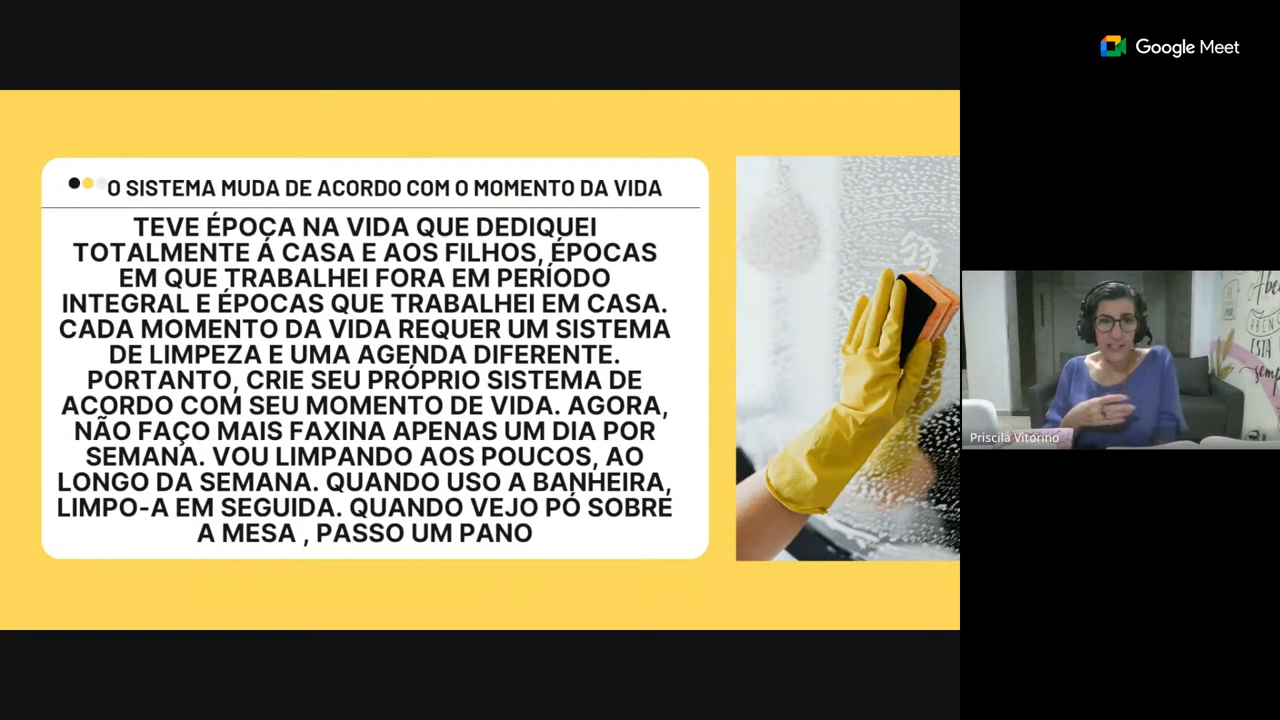 Google Meet
O SISTEMA MUDA DE ACORDO COM O MOMENTO DA VIDA
TEVE ÉPOCA NA VIDA QUE DEDIQUEI
TOTALMENTE Á CASA E AOS FILHOS, ÉPOCAS
EM QUE TRABALHEI FORA EM PERÍODO
INTEGRAL E ÉPOCAS QUE TRABALHEI EM CASA.
CADA MOMENTO DA VIDA REQUER UM SISTEMA
DE LIMPEZA E UMA AGENDA DIFERENTE.
PORTANTO, CRIE SEU PRÓPRIO SISTEMA DE
ACORDO COM SEU MOMENTO DE VIDA. AGORA,
NÃO FAÇO MAIS FAXINA APENAS UM DIA POR
SEMANA. VOU LIMPANDO AOS POUCOS, AO
LONGO DA SEMANA. QUANDO USO A BANHEIRA,
LIMPO-A EM SEGUIDA. QUANDO VEJO PÓ SOBRE
A MESA , PASSO UM PANO
Priscila Vitorino
ESTÁ